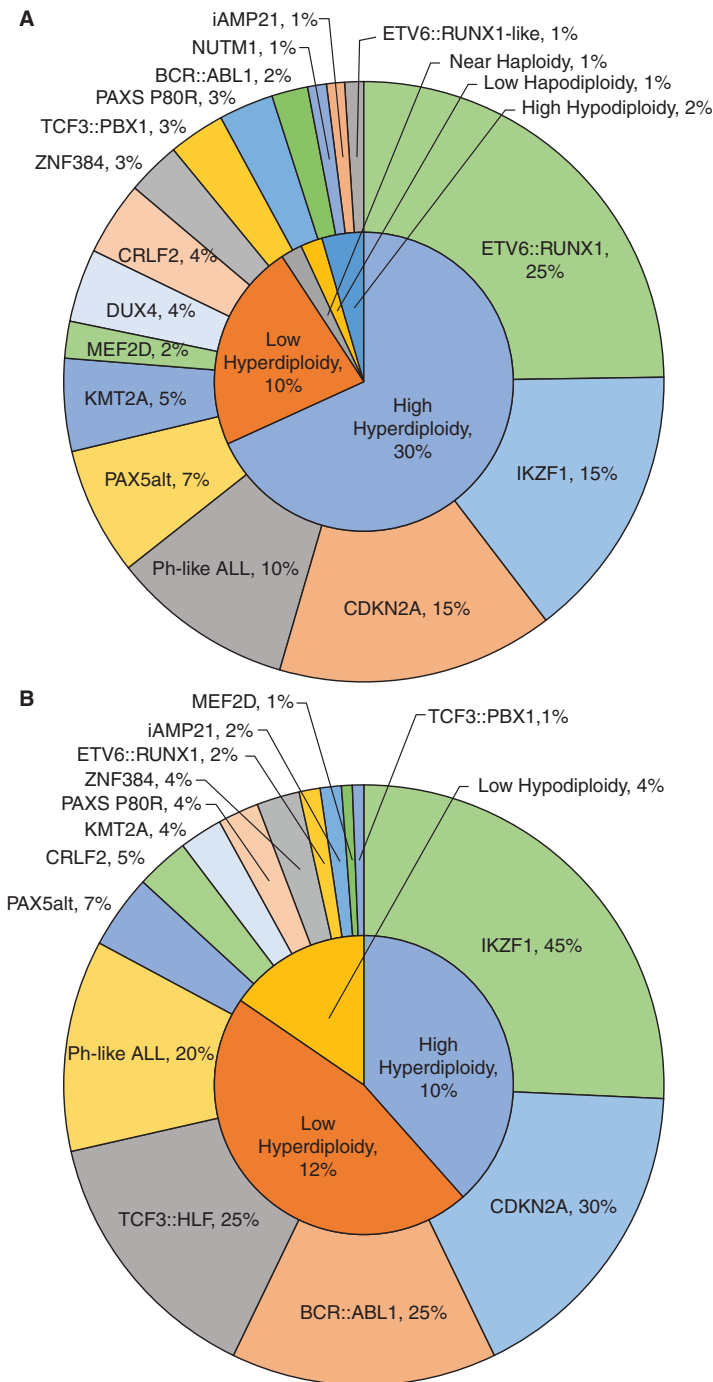 A
iAMP21, 1%
ETV6::RUNX1-like, 1%
NUTM1, 1%
Near Haploidy, 1%
BCR::ABL1, 2%
Low Hapodiploidy, 1%
PAXS P80R, 3%
High Hypodiploidy, 2%
TCF3::PBX1, 3%
ZNF384, 3%
CRLF2, 4%
ETV6::RUNX1,
25%
DUX4, 4%
MEF2D, 2%
Low
Hyperdiploidy,
10%
KMT2A, 5%
High
Hyperdiploidy,
30%
PAX5alt, 7%
IKZF1, 15%
Ph-like ALL, 10%
CDKN2A, 15%
B
MEF2D, 1%
TCF3::PBX1,1%
iAMP21, 2%
ETV6::RUNX1, 2%
ZNF384, 4%
Low Hypodiploidy, 4%
PAXS P80R, 4%
KMT2A, 4%
CRLF2, 5%
PAX5alt, 7%
IKZF1, 45%
Ph-like ALL, 20%
High
Hyperdiploidy,
10%
Low
Hyperdiploidy,
12%
TCF3::HLF, 25%
CDKN2A, 30%
BCR::ABL1, 25%